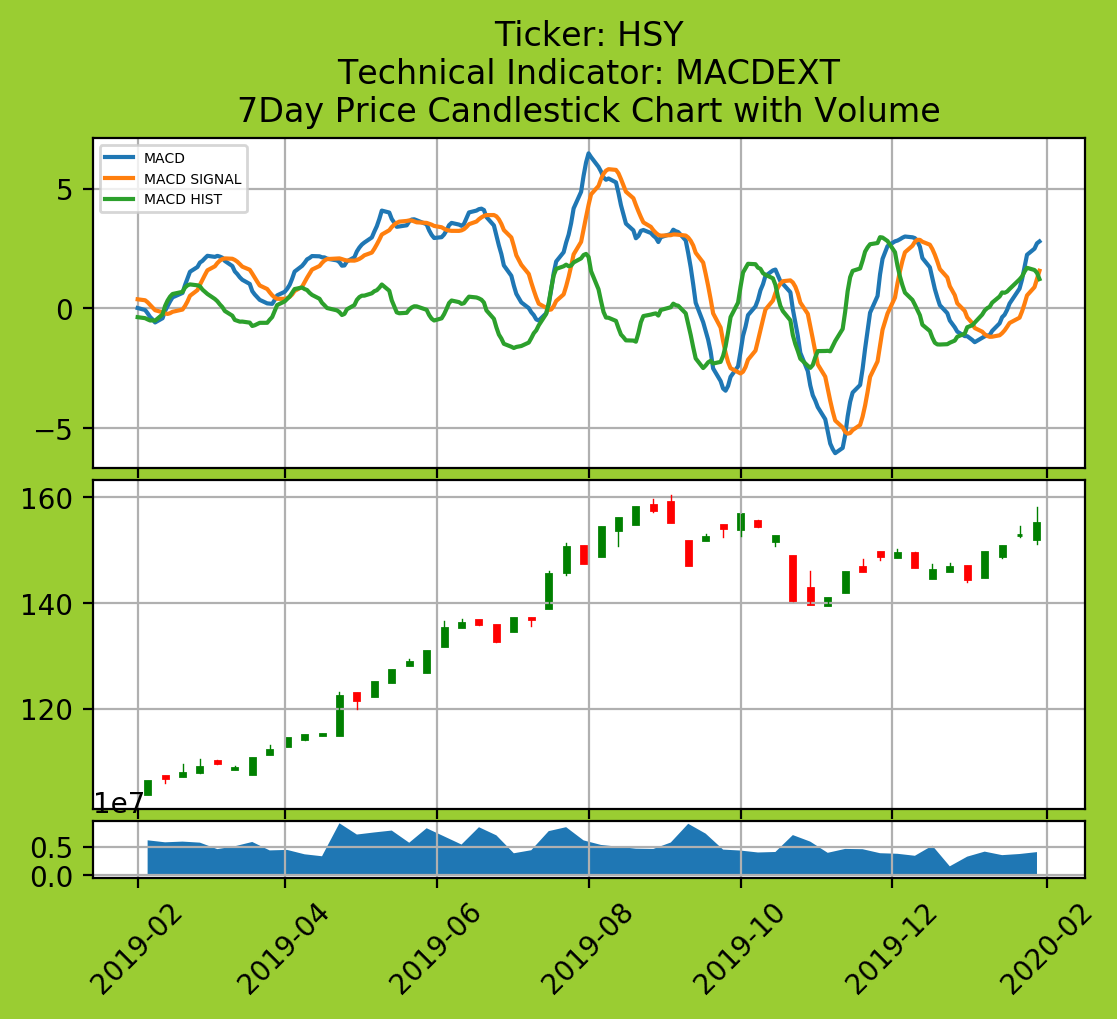 Ticker: HSY
Technical Indicator: MACDEXT
7Day Price Candlestick Chart with Volume
MACD
MACD SIGNAL
MACD HIST
5
0
−5
160
140
120
1e7
0.5
0.0
2019-02
2019-04
2019-06
2019-08
2019-10
2019-12
2020-02